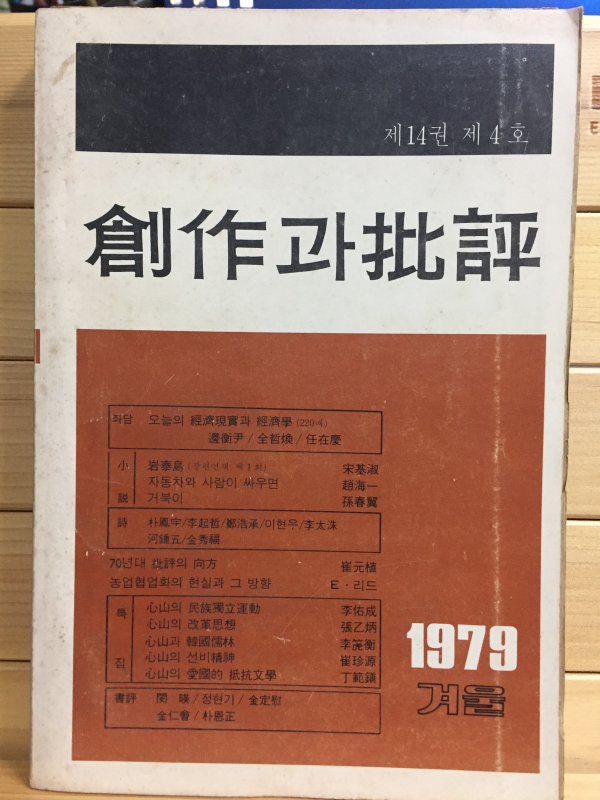 제14권 제4호
創作과批評
좌담 오늘의 經濟現實과 經濟學 (220매)
邊衡尹/全哲煥/任在慶
小 岩泰島 (장편연재 제1회) 宋基淑
자동차와 사람이 싸우면 趙海一
説 거북이 孫春翼
詩 朴鳳宇/李起哲/鄭浩承/이현우/李太洙
河鍾五/金秀福
70년대 批評의 向方 崔元植
농업협업화의 현실과 그 방향 E·리드
특 心山의 民族獨立運動 李佑成
心山의 改革思想 張乙炳
心山과 韓國儒林 李箎衡
心山의 선비精神 崔珍源
집 心山의 愛國的 抵抗文學 丁範鎭
書評 閔 暎/정현기/金定慰
金仁會/朴恩正
1979
겨울
E